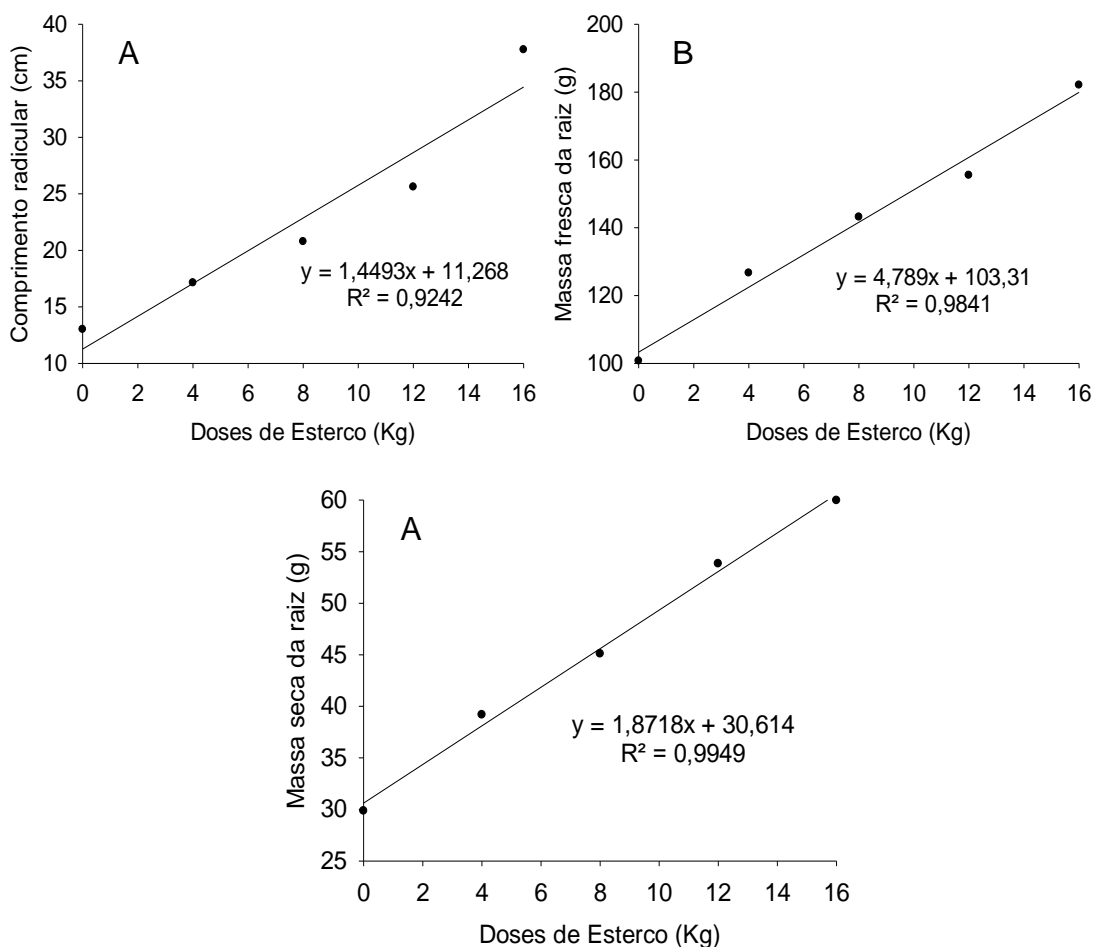 A
Comprimento radicular (cm)
40
35
30
25
20
15
10
y = 1,4493x + 11,268
R² = 0,9242
0 2 4 6 8 10 12 14 16
Doses de Esterco (Kg)
B
Massa fresca da raiz (g)
200
180
160
140
120
100
y = 4,789x + 103,31
R² = 0,9841
0 2 4 6 8 10 12 14 16
Doses de Esterco (Kg)
A
Massa seca da raiz (g)
60
55
50
45
40
35
30
25
y = 1,8718x + 30,614
R² = 0,9949
0 2 4 6 8 10 12 14 16
Doses de Esterco (Kg)